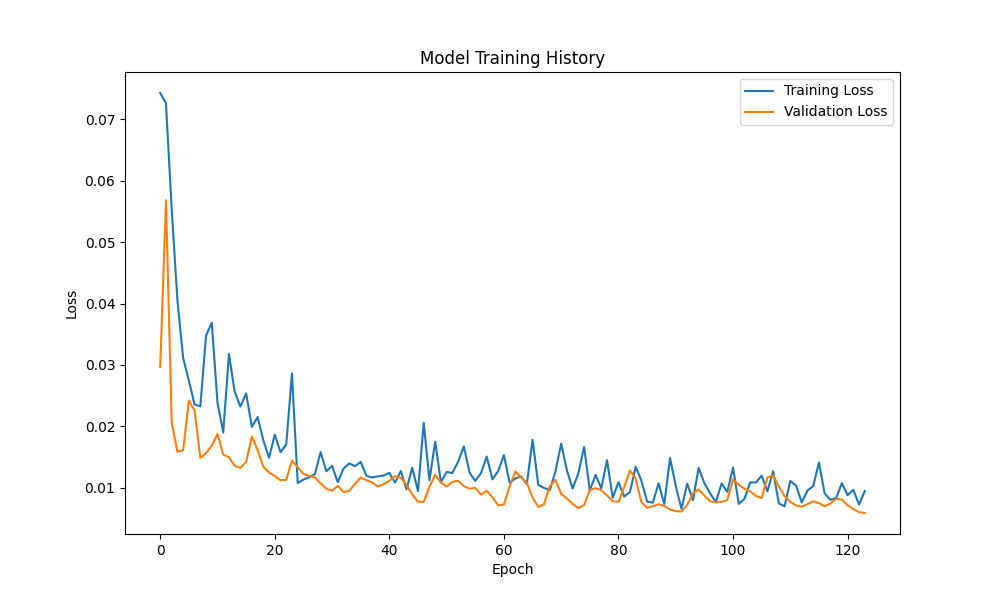 Model Training History
Training Loss
Validation Loss
0.07
0.06
0.05
0.04
0.03
0.02
0.01
Loss
0 20 40 60 80 100 120
Epoch